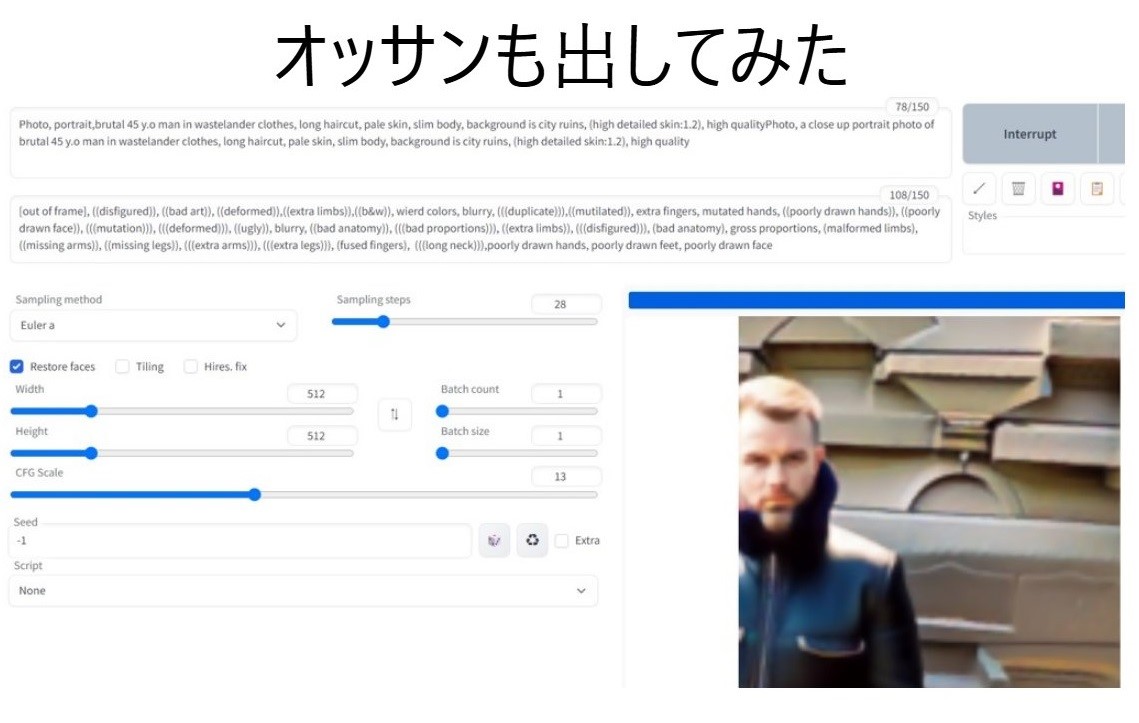 オッサンも出してみた
78/150
Photo, portrait,brutal 45 y.o man in wastelander clothes, long haircut, pale skin, slim body, background is city ruins, (high detailed skin:1.2), high qualityPhoto, a close up portrait photo of
brutal 45 y.o man in wastelander clothes, long haircut, pale skin, slim body, background is city ruins, (high detailed skin:1.2), high quality
Interrupt
108/150
[out of frame], ((disfigured)), ((bad art)), ((deformed)),((extra limbs)),((b&w)), wierd colors, blurry, (((duplicate))),((mutilated)), extra fingers, mutated hands, ((poorly drawn hands)), ((poorly
drawn face)), (((mutation))), (((deformed))), ((ugly)), blurry, ((bad anatomy)), (((bad proportions))), ((extra limbs)), (((disfigured))), (bad anatomy), gross proportions, (malformed limbs),
((missing arms)), ((missing legs)), (((extra arms))), (((extra legs))), (fused fingers),  (((long neck))),poorly drawn hands, poorly drawn feet, poorly drawn face
Styles
Sampling method
Euler a
Sampling steps
28
Restore faces
Tiling
Hires. fix
Width
512
Batch count
1
Height
512
Batch size
1
CFG Scale
13
Seed
-1
Extra
Script
None